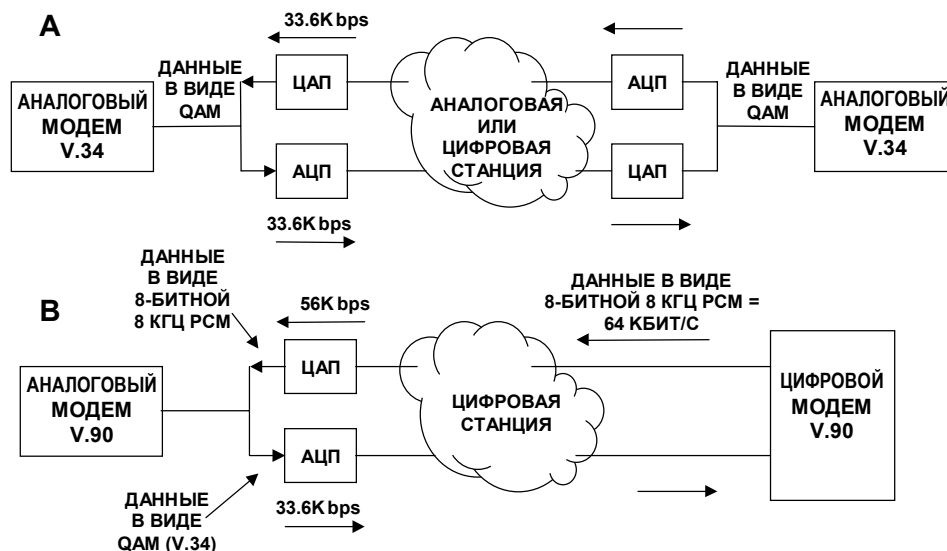 А
33.6K bps
ДАННЫЕ
В ВИДЕ
QAM
ЦАП
АЦП
ДАННЫЕ
В ВИДЕ
QAM
АНАЛОГОВЫЙ
МОДЕМ
V.34
АНАЛОГОВАЯ
ИЛИ
ЦИФРОВАЯ
СТАНЦИЯ
АНАЛОГОВЫЙ
МОДЕМ
V.34
АЦП
ЦАП
33.6K bps
В
ДАННЫЕ
В ВИДЕ
8-БИТНОЙ
8 КГЦ PCM
56K bps
ДАННЫЕ В ВИДЕ
8-БИТНОЙ 8 КГЦ PCM =
64 КБИТ/С
АНАЛОГОВЫЙ
МОДЕМ
V.90
ЦАП
ЦИФРОВАЯ
СТАНЦИЯ
ЦИФРОВОЙ
МОДЕМ
V.90
АЦП
ДАННЫЕ
В ВИДЕ
QAM (V.34)
33.6K bps